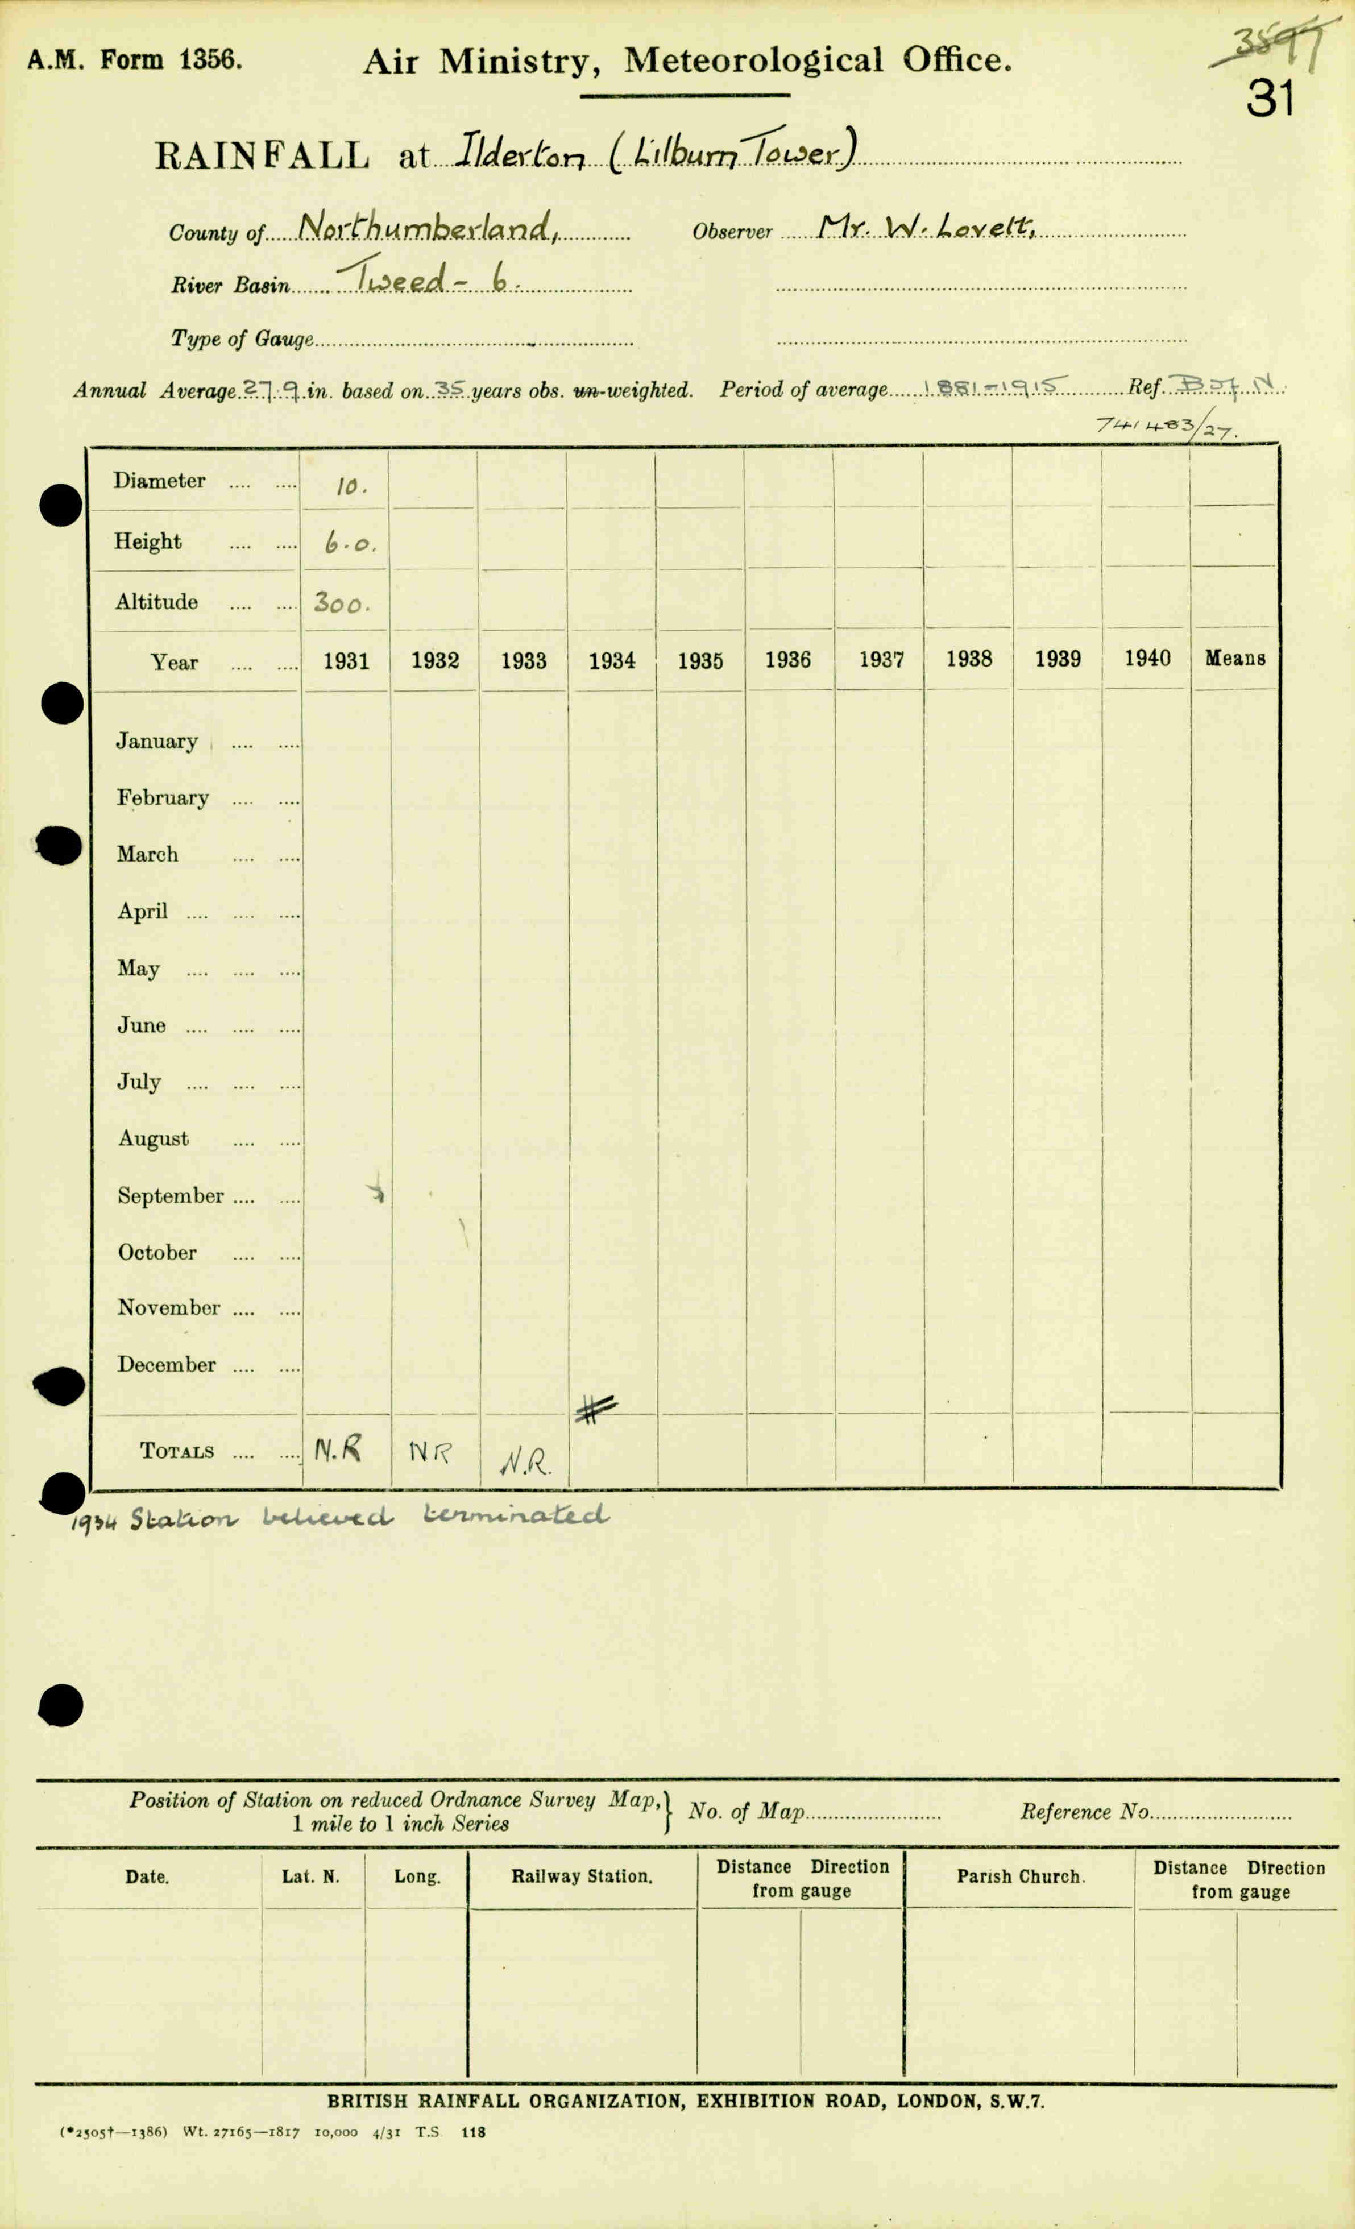 A.M. Form 1356. Air Ministry, Meteorological Office. 3597
31
RAINFALL at Ilderton (Lilburn Tower)
County of Northumberland, Observer Mr. W. Lovett,
River Basin Tweed - 6.
Type of Gauge
Annual Average 27.9 in. based on 35 years obs. un-weighted. Period of average 1881-1915 Ref.
741483/27.
Diameter .... .... 10.
Height .... .... 6.0.
Altitude .... .... 300.
Year .... .... 1931 1932 1933 1934 1935 1936 1937 1938 1939 1940 Means
January .... ....
February .... ....
March .... ....
April .... .... ....
May .... .... ....
June .... .... ....
July .... .... ....
August .... ....
September .... ....
October .... ....
November .... ....
December .... ....
TOTALS .... .... N.R NR N.R.
1934 Station believed terminated
Position of Station on reduced Ordnance Survey Map, } No. of Map Reference No.
1 mile to 1 inch Series
Date. Lat. N. Long. Railway Station. Distance Direction from gauge Parish Church. Distance Direction from gauge
BRITISH RAINFALL ORGANIZATION, EXHIBITION ROAD, LONDON, S.W.7.
(*2505†—1386) Wt. 27165—1817 10,000 4/31 T.S 118